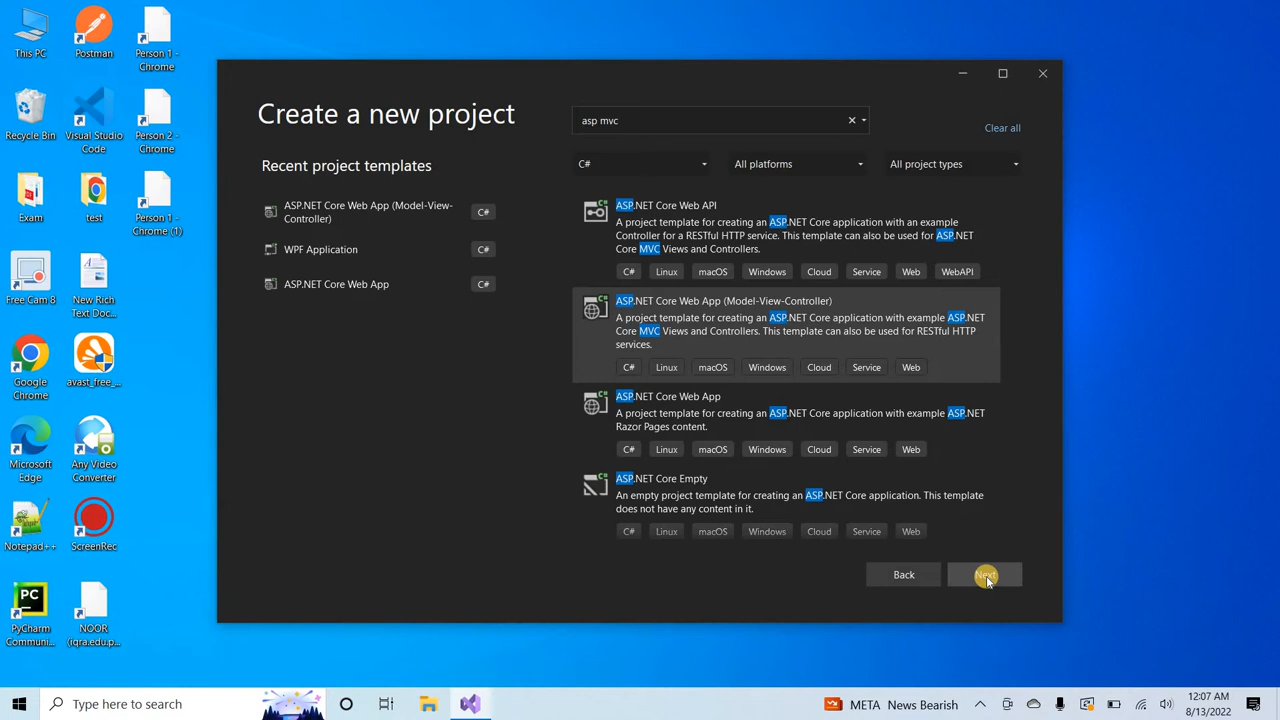 This PC
Postman
Person 1 -
Chrome
Recycle Bin
Visual Studio
Code
Person 2 -
Chrome
Exam
test
Person 1 -
Chrome (1)
Free Cam 8
New Rich
Text Doc...
Google
Chrome
avast_free_...
Microsoft
Edge
Any Video
Converter
Notepad++
ScreenRec
PC
PyCharm
Communi...
NOOR
(iqra.edu.p...
Create a new project
asp mvc
Clear all
Recent project templates
C#
All platforms
All project types
ASP.NET Core Web App (Model-View-
Controller)
C#
WPF Application
C#
ASP.NET Core Web App
C#
ASP.NET Core Web API
A project template for creating an ASP.NET Core application with an example
Controller for a RESTful HTTP service. This template can also be used for ASP.NET
Core MVC Views and Controllers.
C# Linux macOS Windows Cloud Service Web WebAPI
ASP.NET Core Web App (Model-View-Controller)
A project template for creating an ASP.NET Core application with example ASP.NET
Core MVC Views and Controllers. This template can also be used for RESTful HTTP
services.
C# Linux macOS Windows Cloud Service Web
ASP.NET Core Web App
A project template for creating an ASP.NET Core application with example ASP.NET
Razor Pages content.
C# Linux macOS Windows Cloud Service Web
ASP.NET Core Empty
An empty project template for creating an ASP.NET Core application. This template
does not have any content in it.
C# Linux macOS Windows Cloud Service Web
Back
Next
Type here to search
META News Bearish
12:07 AM
8/13/2022